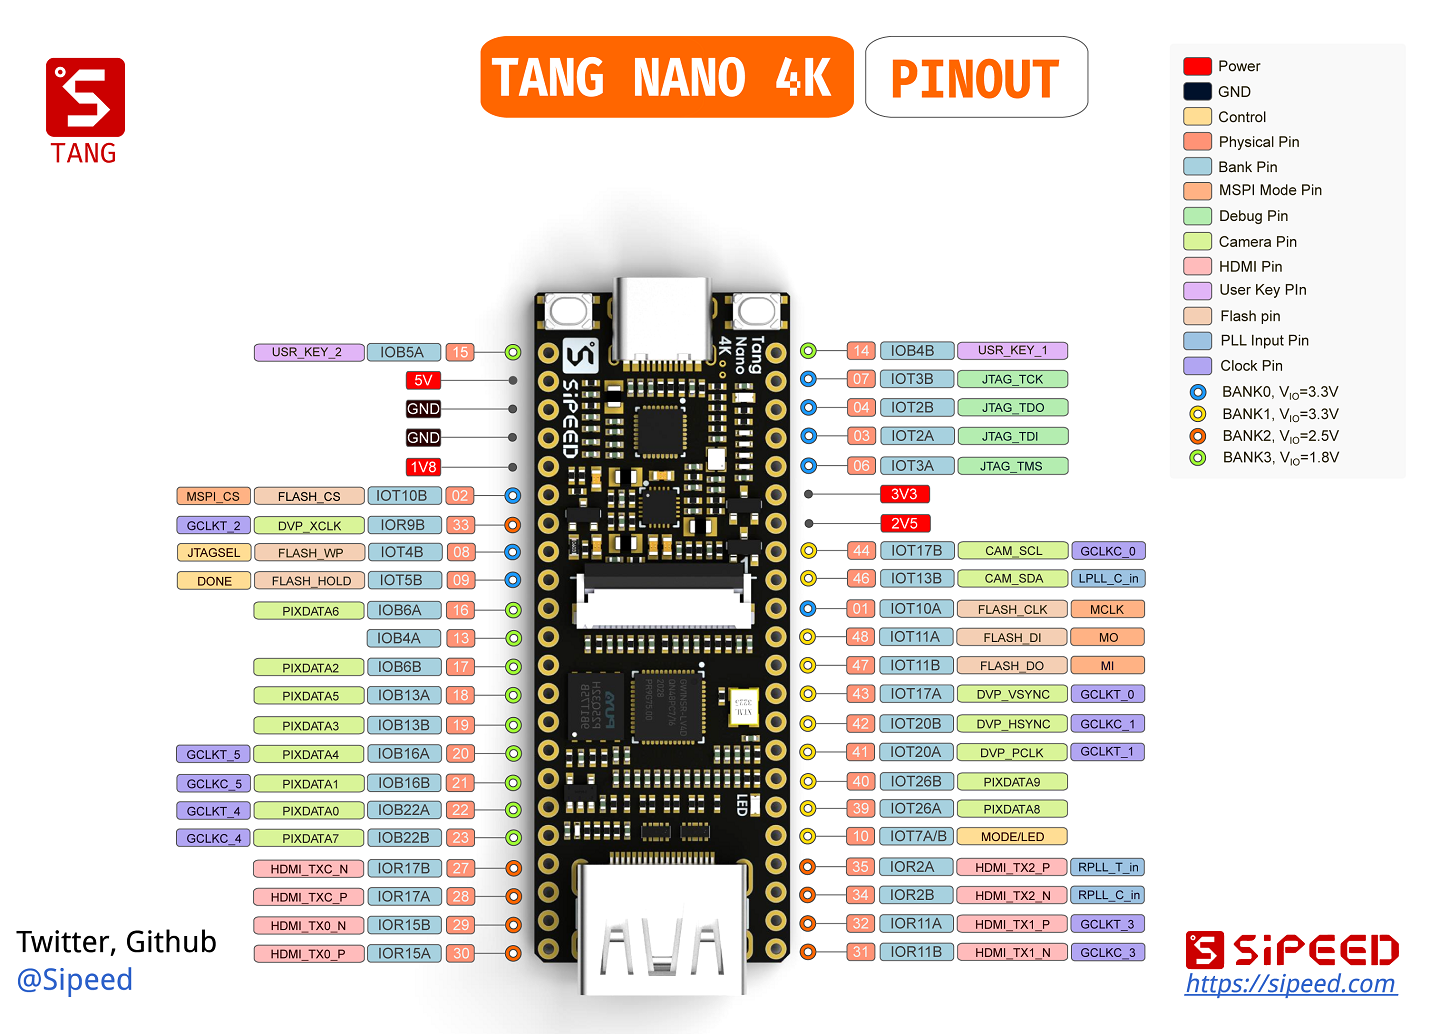 TANG NANO 4K PINOUT
TANG
Power
GND
Control
Physical Pin
Bank Pin
MSPI Mode Pin
Debug Pin
Camera Pin
HDMI Pin
User Key PIn
Flash pin
PLL Input Pin
Clock Pin
BANK0, VIO=3.3V
BANK1, VIO=3.3V
BANK2, VIO=2.5V
BANK3, VIO=1.8V
USR_KEY_2 IOB5A 15
5V
GND
GND
1V8
MSPI_CS FLASH_CS IOT10B 02
GCLKT_2 DVP_XCLK IOR9B 33
JTAGSEL FLASH_WP IOT4B 08
DONE FLASH_HOLD IOT5B 09
PIXDATA6 IOB6A 16
IOB4A 13
PIXDATA2 IOB6B 17
PIXDATA5 IOB13A 18
PIXDATA3 IOB13B 19
GCLKT_5 PIXDATA4 IOB16A 20
GCLKC_5 PIXDATA1 IOB16B 21
GCLKT_4 PIXDATA0 IOB22A 22
GCLKC_4 PIXDATA7 IOB22B 23
HDMI_TXC_N IOR17B 27
HDMI_TXC_P IOR17A 28
HDMI_TX0_N IOR15B 29
HDMI_TX0_P IOR15A 30
SiPEED
Tang
Nano
4K
LED
14 IOB4B USR_KEY_1
07 IOT3B JTAG_TCK
04 IOT2B JTAG_TDO
03 IOT2A JTAG_TDI
06 IOT3A JTAG_TMS
3V3
2V5
44 IOT17B CAM_SCL GCLKC_0
46 IOT13B CAM_SDA LPLL_C_in
01 IOT10A FLASH_CLK MCLK
48 IOT11A FLASH_DI MO
47 IOT11B FLASH_DO MI
43 IOT17A DVP_VSYNC GCLKT_0
42 IOT20B DVP_HSYNC GCLKC_1
41 IOT20A DVP_PCLK GCLKT_1
40 IOT26B PIXDATA9
39 IOT26A PIXDATA8
10 IOT7A/B MODE/LED
35 IOR2A HDMI_TX2_P RPLL_T_in
34 IOR2B HDMI_TX2_N RPLL_C_in
32 IOR11A HDMI_TX1_P GCLKT_3
31 IOR11B HDMI_TX1_N GCLKC_3
Twitter, Github
@Sipeed
SiPEED
https://sipeed.com